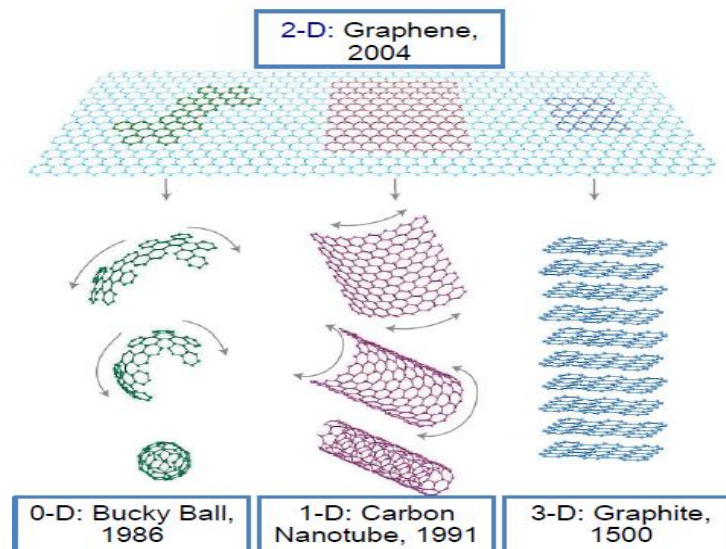 2-D: Graphene,
2004
0-D: Bucky Ball,
1986
1-D: Carbon
Nanotube, 1991
3-D: Graphite,
1500